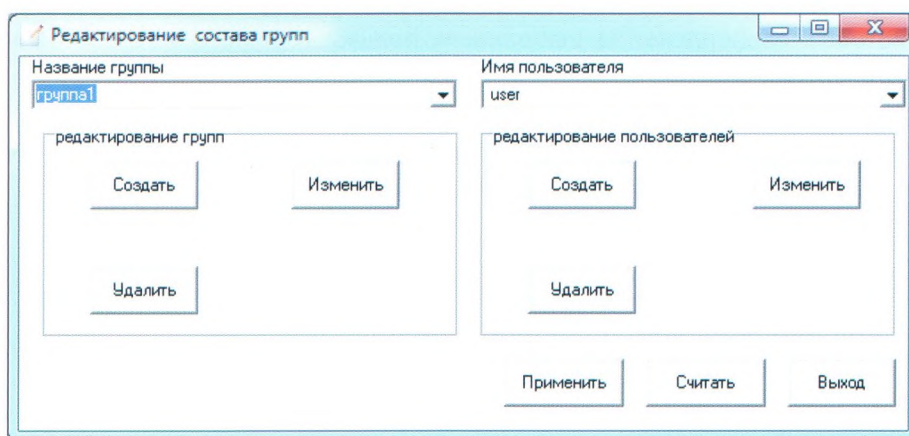 Редактирование состава групп
Название группы
Имя пользователя
группа1
user
редактирование групп
редактирование пользователей
Создать
Изменить
Создать
Изменить
Удалить
Удалить
Применить
Считать
Выход